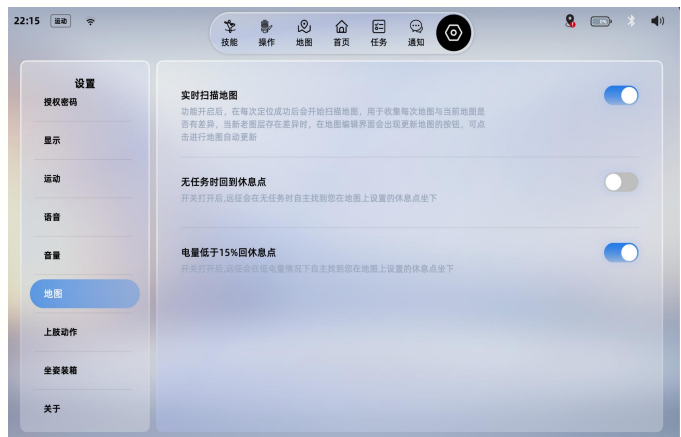 22:15 运动
技能 操作 地图 首页 任务 通知
设置
授权密码
显示
运动
语音
音量
地图
上肢动作
坐姿装箱
关于
实时扫描地图
功能开启后，在每次定位成功后会开始扫描地图，用于收集每次地图与当前地图是
否有差异，当新老图层存在差异时，在地图编辑界面会出现更新地图的按钮，可点
击进行地图自动更新
无任务时回到休息点
开关打开后,远征会在无任务时自主找到您在地图上设置的休息点坐下
电量低于15%回休息点
开关打开后,远征会在低电量情况下自主找到您在地图上设置的休息点坐下